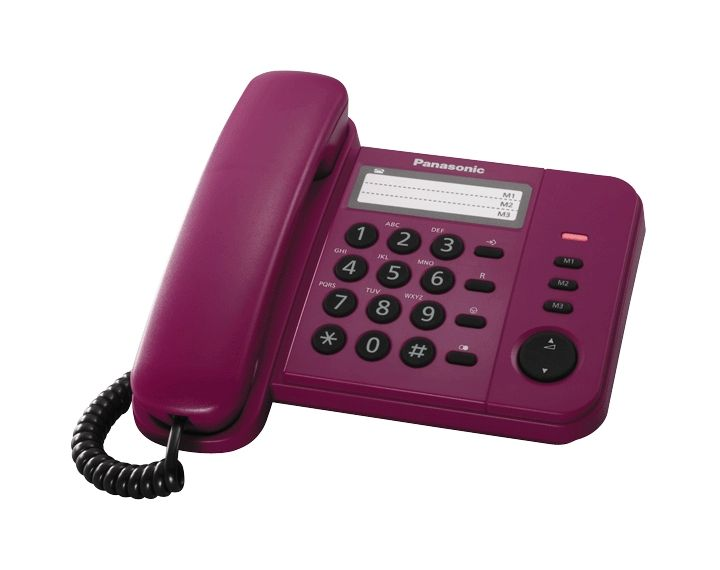 Panasonic
M1
M2
M3
ABC DEF
1 2 3
GHI JKL MNO
4 5 6 R
PQRS TUV WXYZ
7 8 9
* 0 #
M1
M2
M3